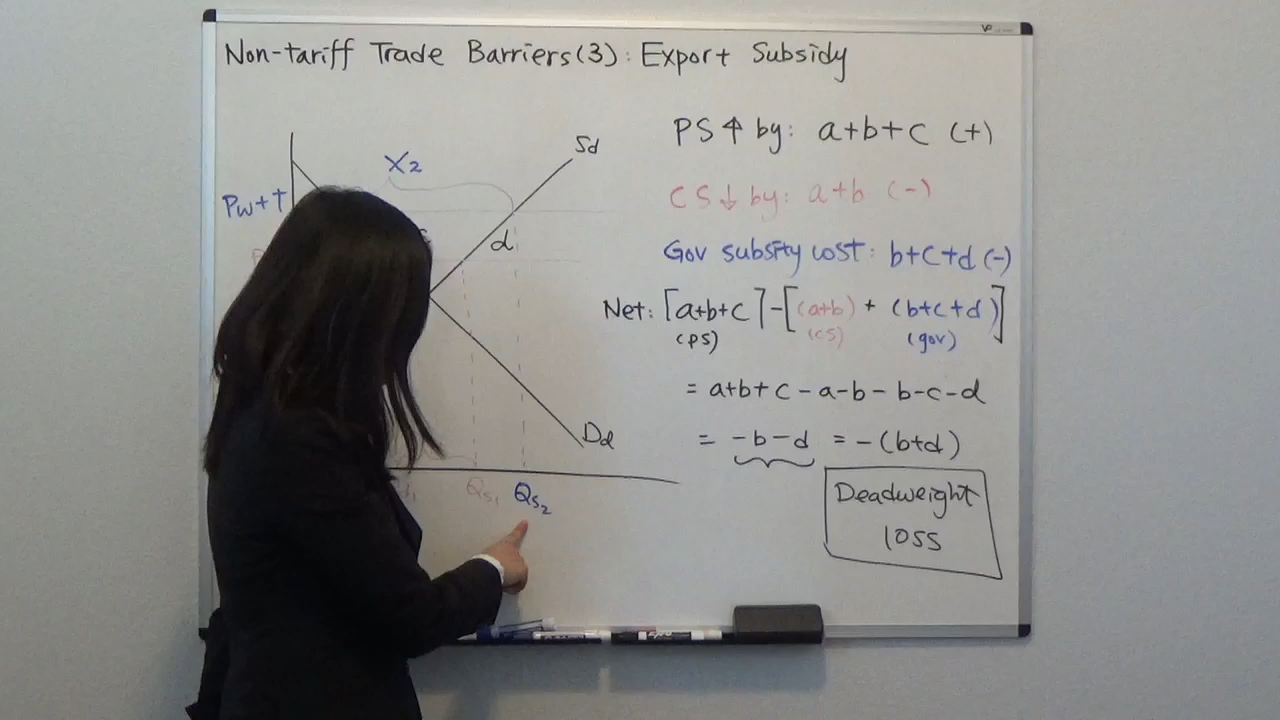 Non-tariff Trade Barriers(3): Export Subsidy
PS ↑ by: a+b+c (+)
CS ↓ by: a+b (-)
Gov subsity cost: b+c+d (-)
Net: [a+b+c] - [(a+b) + (b+c+d)]
(PS) (CS) (gov)
= a+b+c - a-b - b-c-d
= -b-d = -(b+d)
Deadweight
loss
Sd
X2
Pw+T
d
Dd
Qs1 Qs2